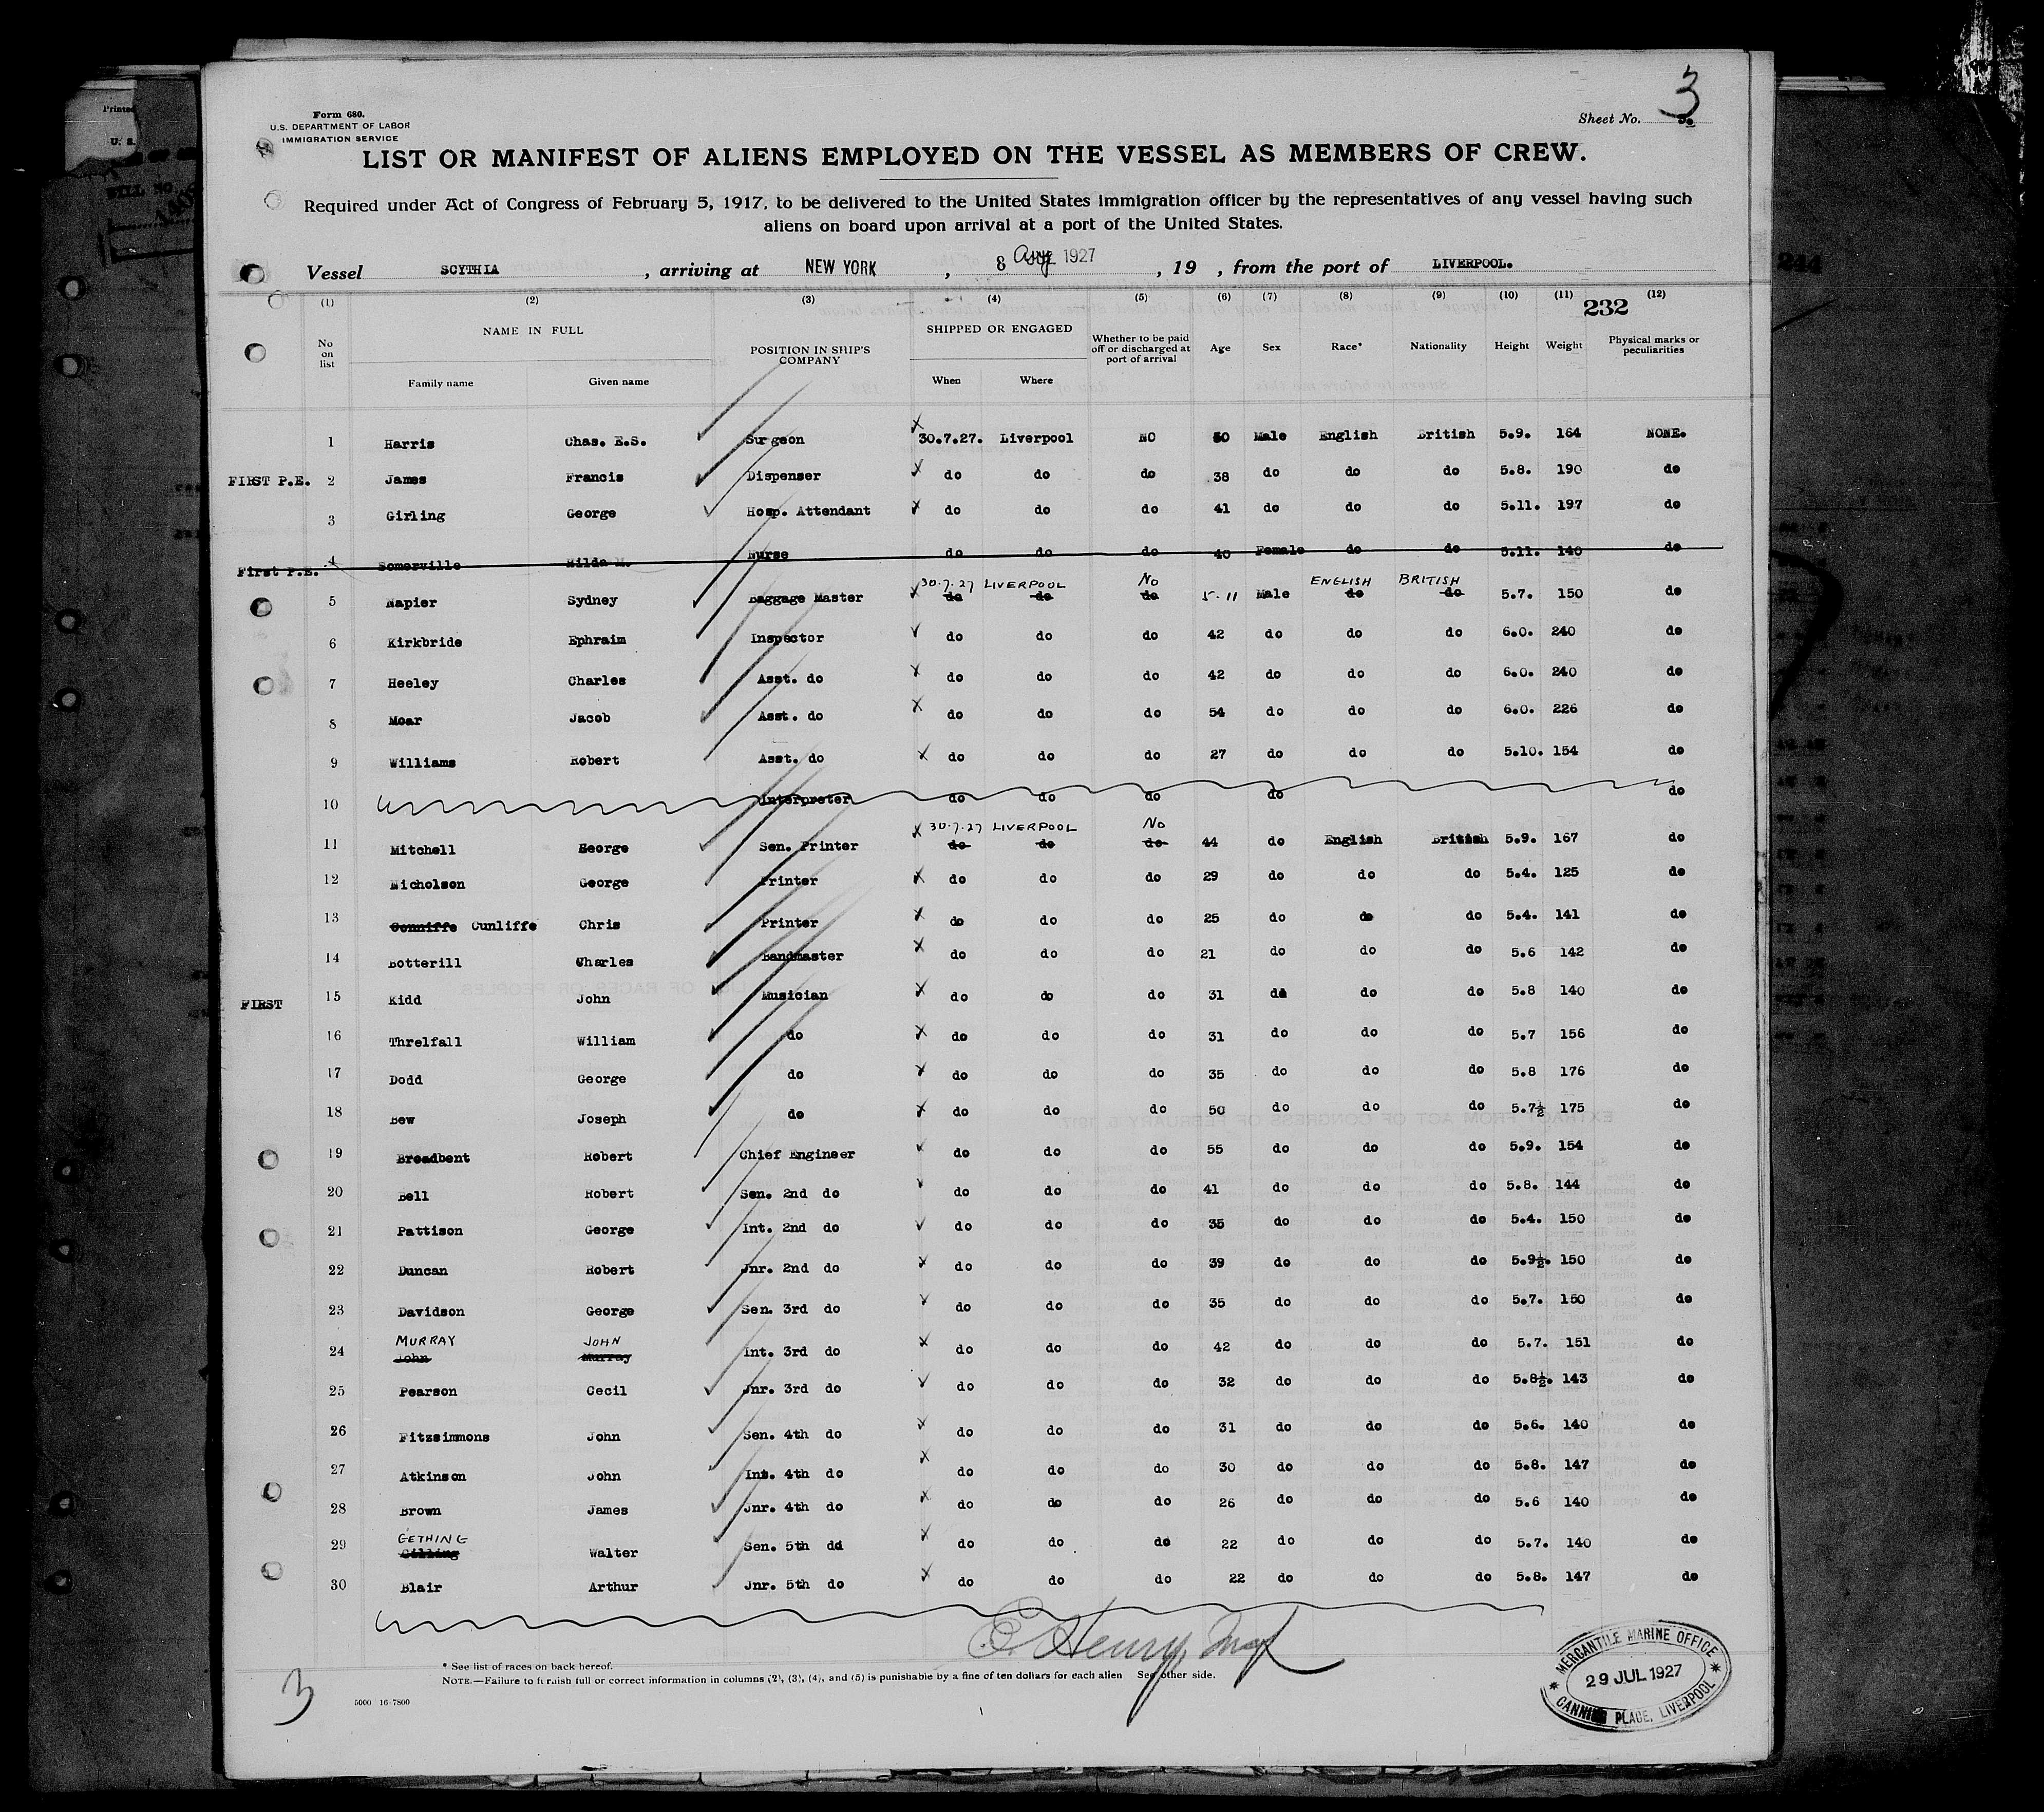 Printed
U. S.
BILL NO
3
Form 680.
U.S. DEPARTMENT OF LABOR
IMMIGRATION SERVICE
Sheet No. 3.
LIST OR MANIFEST OF ALIENS EMPLOYED ON THE VESSEL AS MEMBERS OF CREW.
Required under Act of Congress of February 5, 1917, to be delivered to the United States immigration officer by the representatives of any vessel having such
aliens on board upon arrival at a port of the United States.
Vessel SCYTHIA , arriving at NEW YORK , 8 Aug 1927 , 19 , from the port of LIVERPOOL.
244
(1) (2) (3) (4) (5) (6) (7) (8) (9) (10) (11) (12)
232
No on list NAME IN FULL POSITION IN SHIP'S COMPANY SHIPPED OR ENGAGED Whether to be paid off or discharged at port of arrival Age Sex Race* Nationality Height Weight Physical marks or peculiarities
Family name Given name When Where
1 Harris Chas. E.S. Surgeon 30.7.27. Liverpool NO 50 Male English British 5.9. 164 NONE.
FIRST P.E. 2 James Francis Dispenser do do do 38 do do do 5.8. 190 do
3 Girling George Hosp. Attendant do do do 41 do do do 5.11. 197 do
First P.E. 4 Somerville Hilda M. Nurse do do do 40 Female do do 5.11. 140 do
30.7.27 LIVERPOOL No ENGLISH BRITISH
5 Napier Sydney Baggage Master do do do 5-11 Male do do 5.7. 150 do
6 Kirkbride Ephraim Inspector do do do 42 do do do 6.0. 240 do
7 Heeley Charles Asst. do do do do 42 do do do 6.0. 240 do
8 Moar Jacob Asst. do do do do 54 do do do 6.0. 226 do
9 Williams Robert Asst. do do do do 27 do do do 5.10. 154 do
10 Interpreter do do do do do
30.7.27 LIVERPOOL No
11 Mitchell George Sen. Printer do do do 44 do English British 5.9. 167 do
12 Nicholson George Printer do do do 29 do do do 5.4. 125 do
13 Conniffe Cunliffe Chris Printer do do do 25 do do do 5.4. 141 do
14 Botterill Charles Bandmaster do do do 21 do do do 5.6 142 do
FIRST 15 Kidd John Musician do do do 31 do do do 5.8 140 do
16 Threlfall William do do do do 31 do do do 5.7 156 do
17 Dodd George do do do do 35 do do do 5.8 176 do
18 Bew Joseph do do do do 50 do do do 5.7½ 175 do
19 Broadbent Robert Chief Engineer do do do 55 do do do 5.9. 154 do
20 Bell Robert Sen. 2nd do do do do 41 do do do 5.8. 144 do
21 Pattison George Int. 2nd do do do do 35 do do do 5.4. 150 do
22 Duncan Robert Jnr. 2nd do do do do 39 do do do 5.9½. 150 do
23 Davidson George Sen. 3rd do do do do 35 do do do 5.7. 150 do
MURRAY JOHN
24 John Murray Int. 3rd do do do do 42 do do do 5.7. 151 do
25 Pearson Cecil Jnr. 3rd do do do do 32 do do do 5.8½. 143 do
26 Fitzsimmons John Sen. 4th do do do do 31 do do do 5.6. 140 do
27 Atkinson John Int. 4th do do do do 30 do do do 5.8. 147 do
28 Brown James Jnr. 4th do do do do 26 do do do 5.6 140 do
GETHING
29 Gilling Walter Sen. 5th dd do do do 22 do do do 5.7. 140 do
30 Blair Arthur Jnr. 5th do do do do 22 do do do 5.8. 147 do
E. Henry,
* See list of races on back hereof.
NOTE.—Failure to furnish full or correct information in columns (2), (3), (4), and (5) is punishable by a fine of ten dollars for each alien See other side.
3
5000 16-7800
MERCANTILE MARINE OFFICE
29 JUL 1927
CANNING PLACE, LIVERPOOL